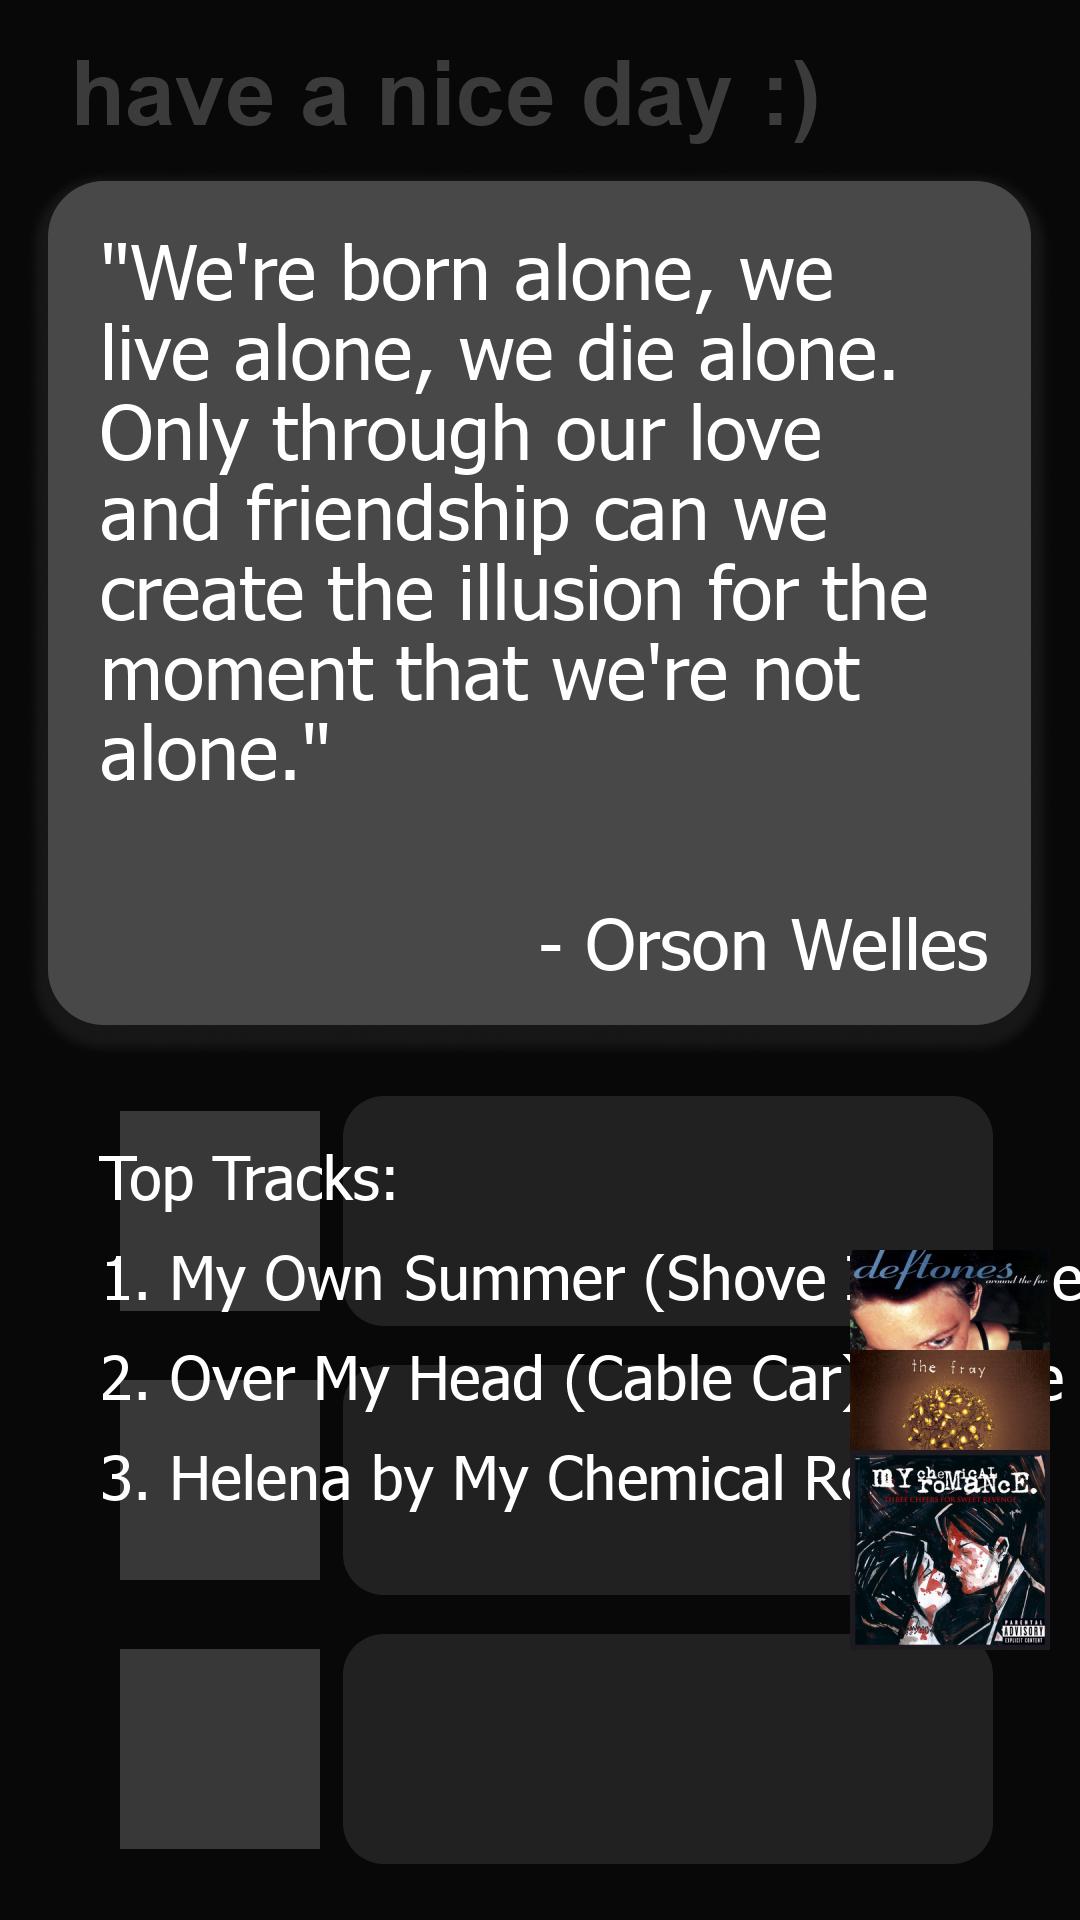 have a nice day :)
"We're born alone, we
live alone, we die alone.
Only through our love
and friendship can we
create the illusion for the
moment that we're not
alone."
- Orson Welles
Top Tracks:
1. My Own Summer (Shove
deftones
around the fur
2. Over My Head (Cable Car)
the fray
3. Helena by My Chemical
MY cheMiCAL
roMaNcE.
THREE CHEERS FOR SWEET REVENGE
PARENTAL
ADVISORY
EXPLICIT CONTENT